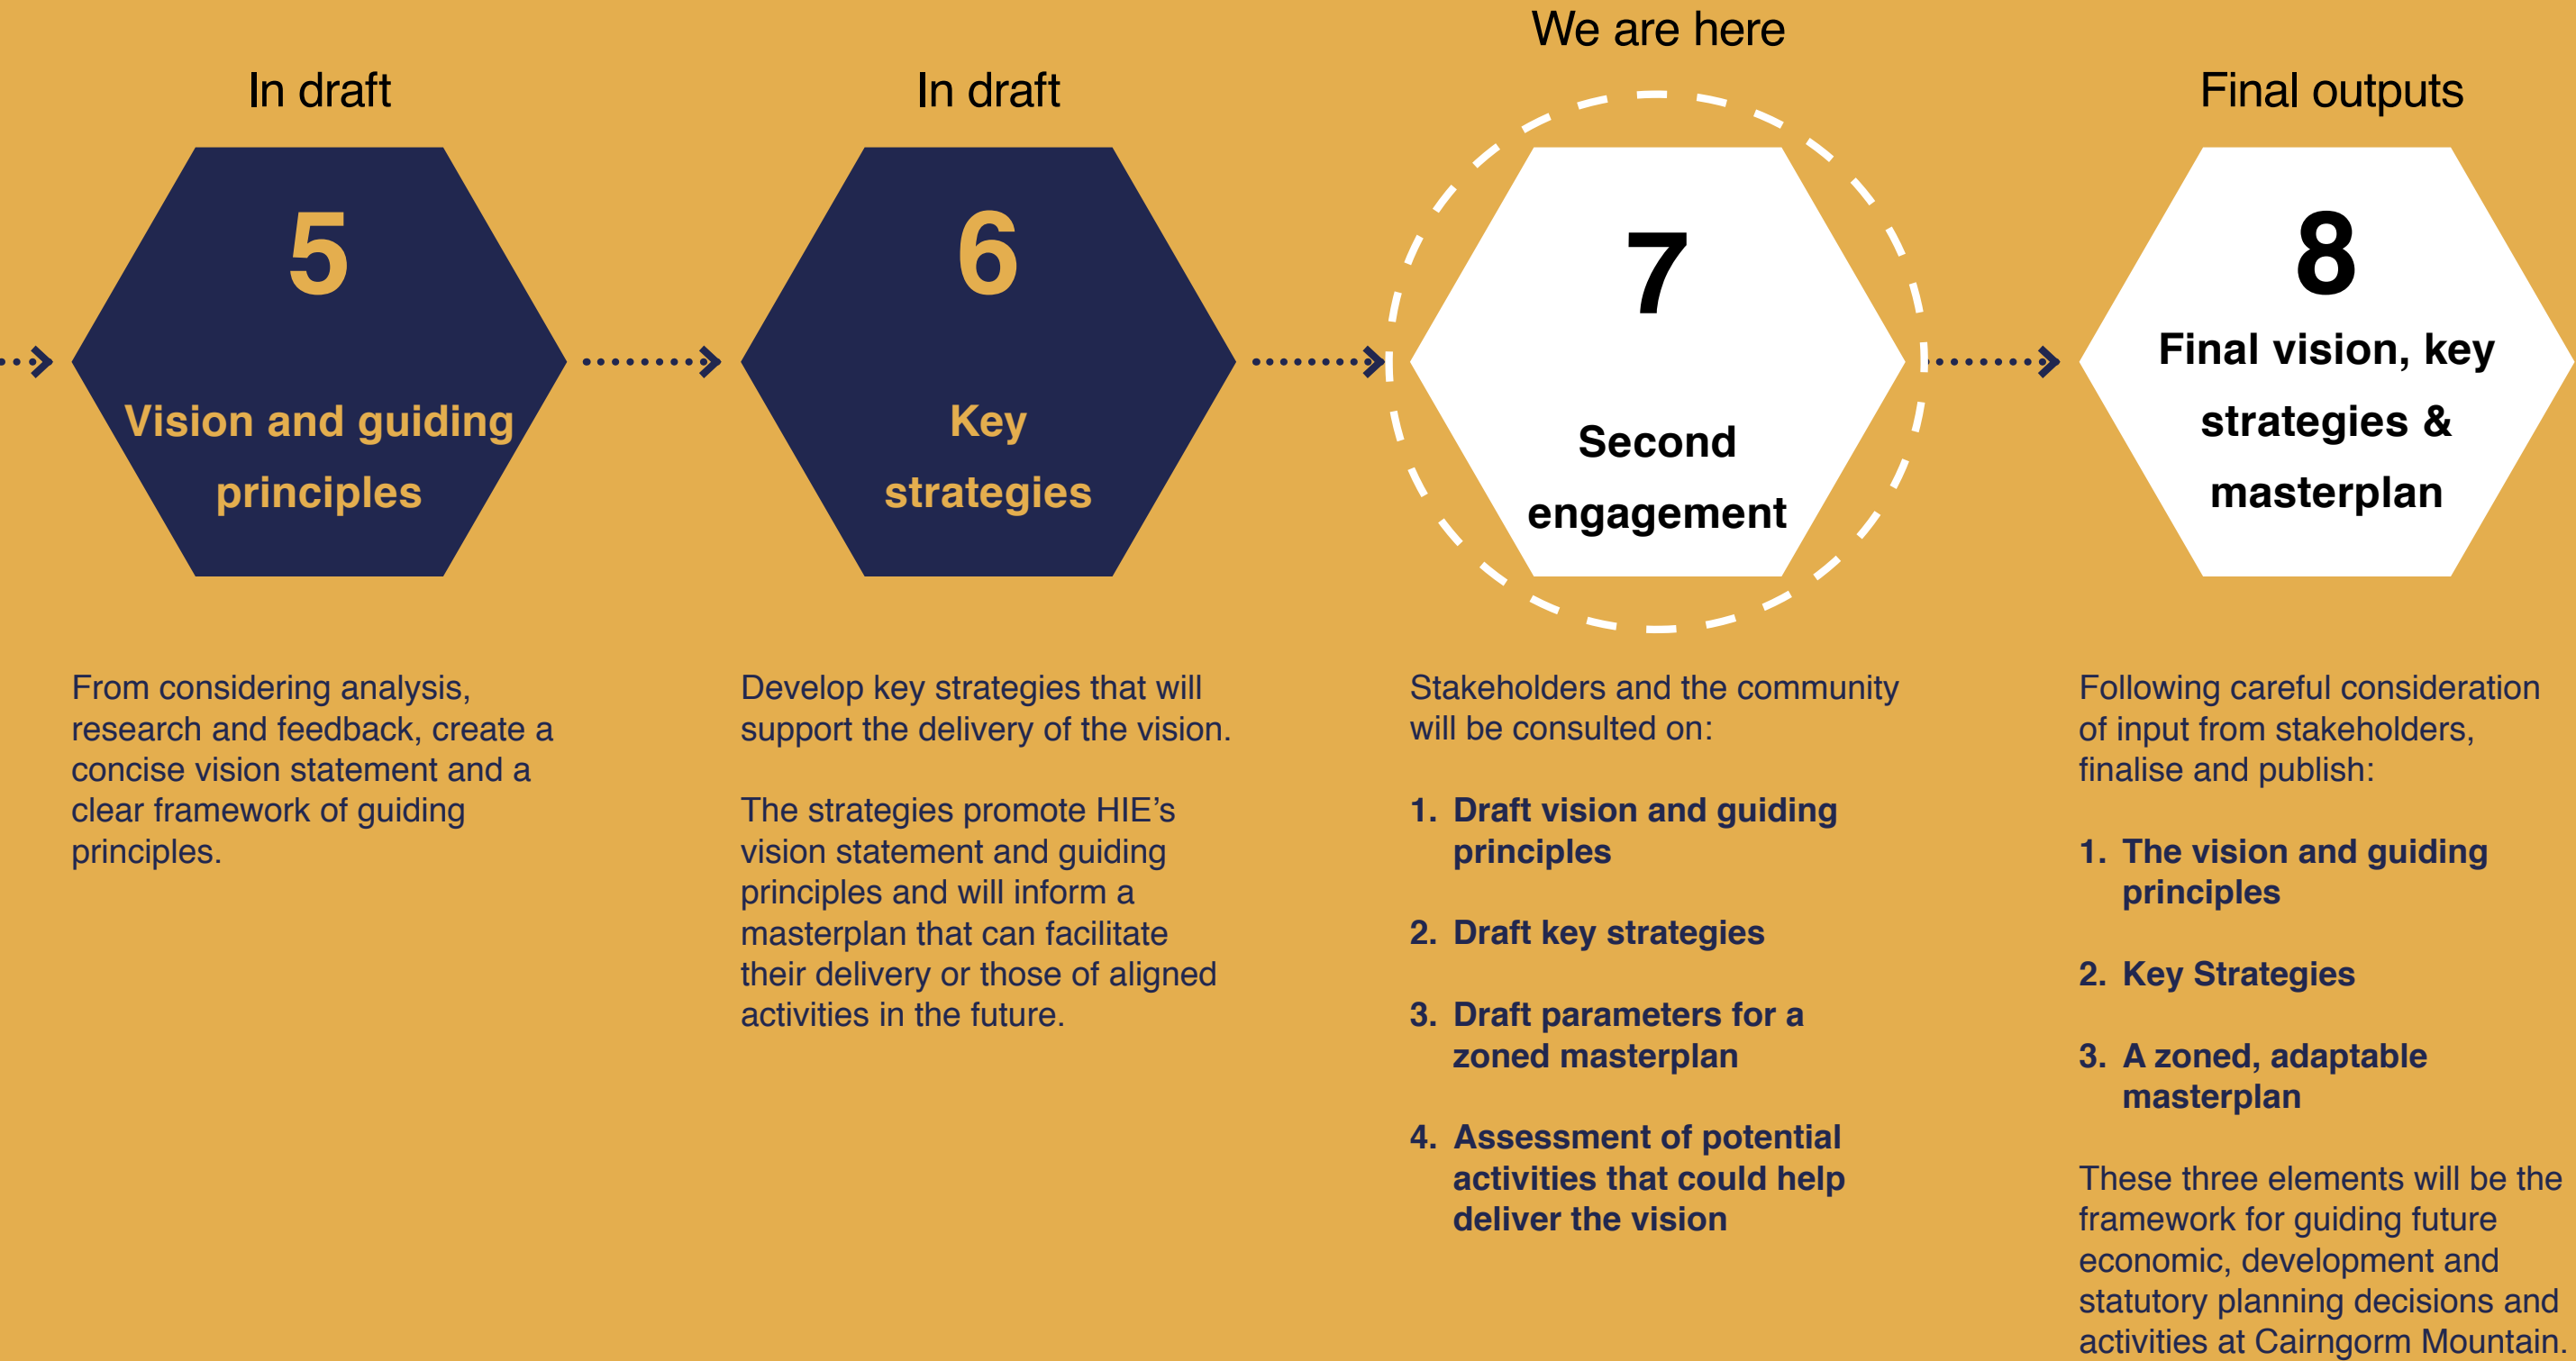 In draft
5
Vision and guiding
principles
From considering analysis,
research and feedback, create a
concise vision statement and a
clear framework of guiding
principles.
In draft
6
Key
strategies
Develop key strategies that will
support the delivery of the vision.
The strategies promote HIE’s
vision statement and guiding
principles and will inform a
masterplan that can facilitate
their delivery or those of aligned
activities in the future.
We are here
7
Second
engagement
Stakeholders and the community
will be consulted on:
1. Draft vision and guiding
principles
2. Draft key strategies
3. Draft parameters for a
zoned masterplan
4. Assessment of potential
activities that could help
deliver the vision
Final outputs
8
Final vision, key
strategies &
masterplan
Following careful consideration
of input from stakeholders,
finalise and publish:
1. The vision and guiding
principles
2. Key Strategies
3. A zoned, adaptable
masterplan
These three elements will be the
framework for guiding future
economic, development and
statutory planning decisions and
activities at Cairngorm Mountain.